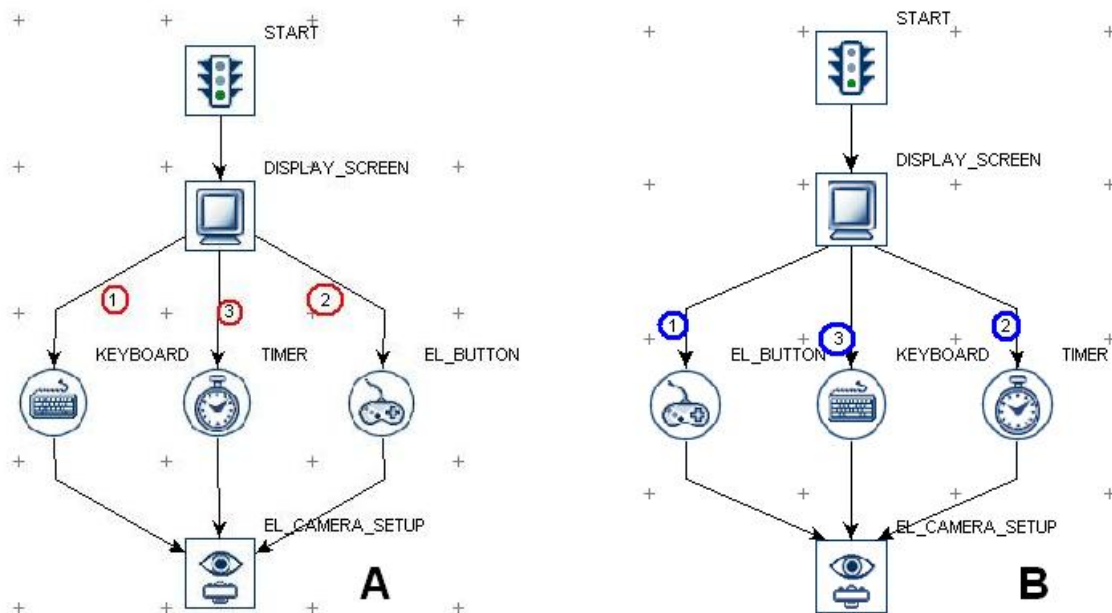 START
DISPLAY_SCREEN
1
3
2
KEYBOARD
TIMER
EL_BUTTON
EL_CAMERA_SETUP
A
START
DISPLAY_SCREEN
1
3
2
EL_BUTTON
KEYBOARD
TIMER
EL_CAMERA_SETUP
B